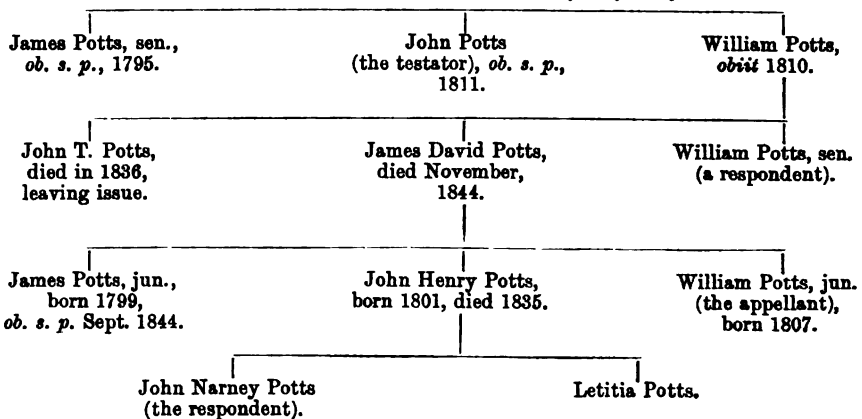 James Potts, sen., John Potts William Potts,
ob. s. p., 1795. (the testator), ob. s. p., obiit 1810.
1811.
John T. Potts, James David Potts, William Potts, sen.
died in 1836, died November, (a respondent).
leaving issue. 1844.
James Potts, jun., John Henry Potts, William Potts, jun.
born 1799, born 1801, died 1835. (the appellant),
ob. s. p. Sept. 1844. born 1807.
John Narney Potts Letitia Potts.
(the respondent).